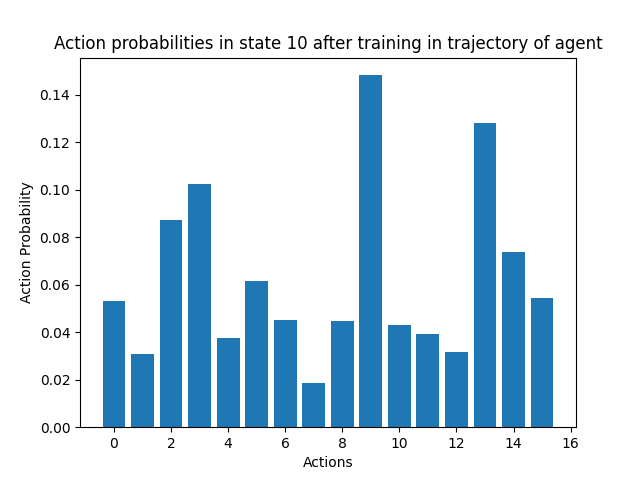 Action probabilities in state 10 after training in trajectory of agent
0.14
0.12
0.10
0.08
0.06
0.04
0.02
0.00
Action Probability
0 2 4 6 8 10 12 14 16
Actions